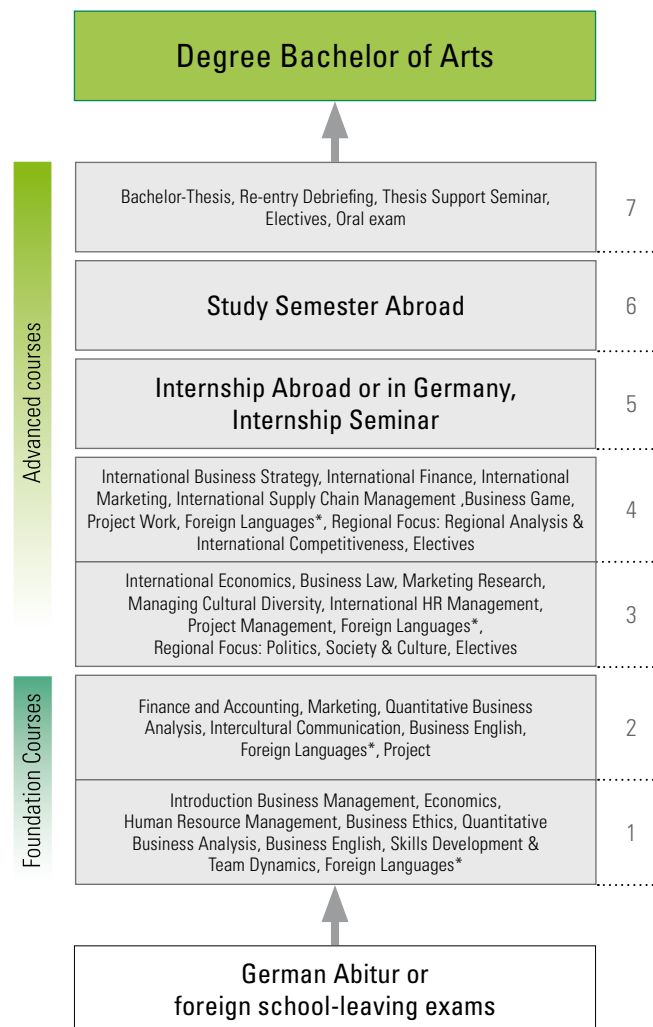 Degree Bachelor of Arts
Advanced courses
Bachelor-Thesis, Re-entry Debriefing, Thesis Support Seminar,
Electives, Oral exam
7
Study Semester Abroad
6
Internship Abroad or in Germany,
Internship Seminar
5
International Business Strategy, International Finance, International
Marketing, International Supply Chain Management ,Business Game,
Project Work, Foreign Languages*, Regional Focus: Regional Analysis &
International Competitiveness, Electives
4
International Economics, Business Law, Marketing Research,
Managing Cultural Diversity, International HR Management,
Project Management, Foreign Languages*,
Regional Focus: Politics, Society & Culture, Electives
3
Foundation Courses
Finance and Accounting, Marketing, Quantitative Business
Analysis, Intercultural Communication, Business English,
Foreign Languages*, Project
2
Introduction Business Management, Economics,
Human Resource Management, Business Ethics, Quantitative
Business Analysis, Business English, Skills Development &
Team Dynamics, Foreign Languages*
1
German Abitur or
foreign school-leaving exams